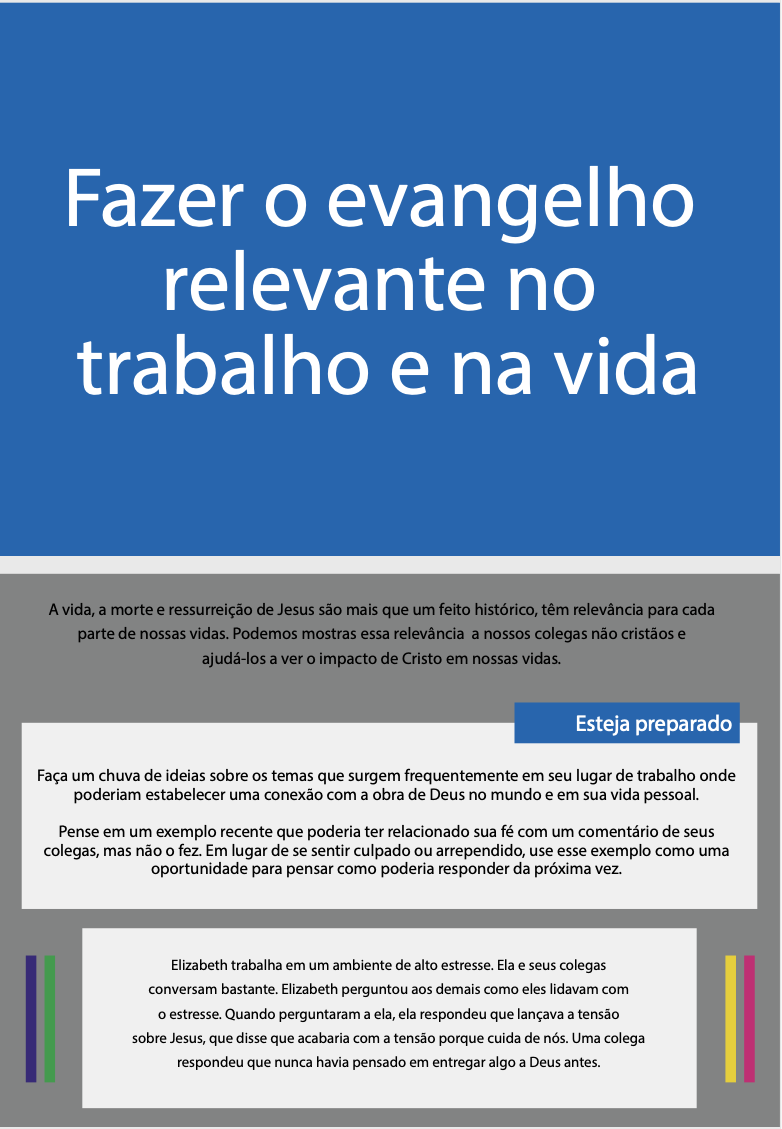 Fazer o evangelho
relevante no
trabalho e na vida
A vida, a morte e ressurreição de Jesus são mais que um feito histórico, têm relevância para cada
parte de nossas vidas. Podemos mostras essa relevância a nossos colegas não cristãos e
ajudá-los a ver o impacto de Cristo em nossas vidas.
Esteja preparado
Faça um chuva de ideias sobre os temas que surgem frequentemente em seu lugar de trabalho onde
poderiam estabelecer uma conexão com a obra de Deus no mundo e em sua vida pessoal.
Pense em um exemplo recente que poderia ter relacionado sua fé com um comentário de seus
colegas, mas não o fez. Em lugar de se sentir culpado ou arrependido, use esse exemplo como uma
oportunidade para pensar como poderia responder da próxima vez.
Elizabeth trabalha em um ambiente de alto estresse. Ela e seus colegas
conversam bastante. Elizabeth perguntou aos demais como eles lidavam com
o estresse. Quando perguntaram a ela, ela respondeu que lançava a tensão
sobre Jesus, que disse que acabaria com a tensão porque cuida de nós. Uma colega
respondeu que nunca havia pensado em entregar algo a Deus antes.